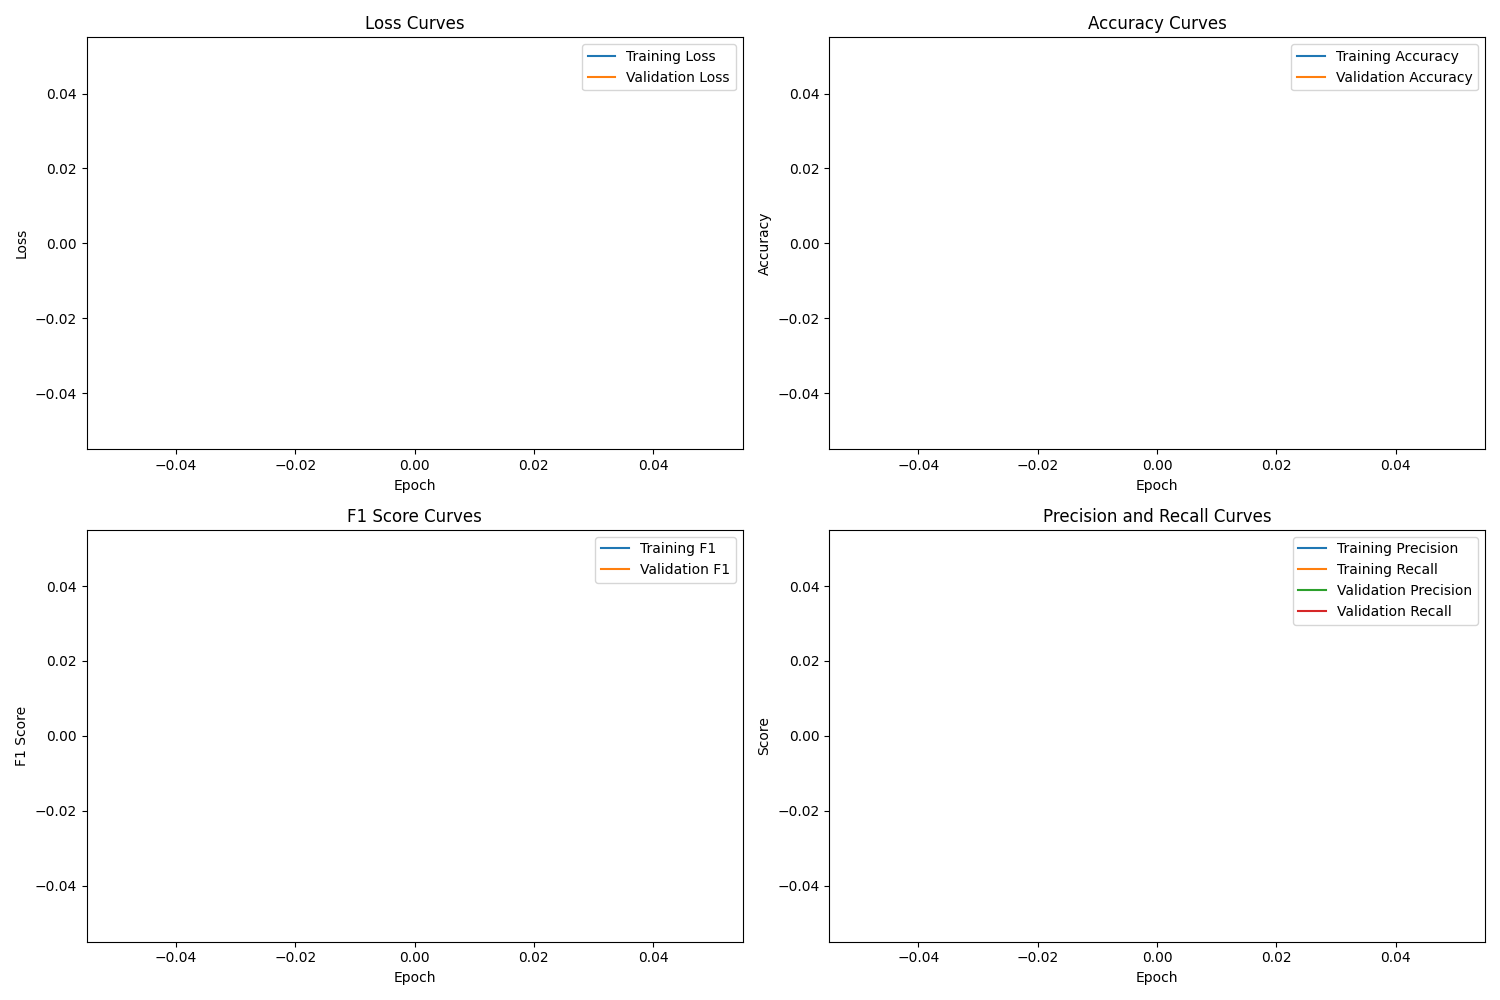 Loss Curves
Training Loss
Validation Loss
0.04
0.02
0.00
−0.02
−0.04
Loss
−0.04 −0.02 0.00 0.02 0.04
Epoch
Accuracy Curves
Training Accuracy
Validation Accuracy
0.04
0.02
0.00
−0.02
−0.04
Accuracy
−0.04 −0.02 0.00 0.02 0.04
Epoch
F1 Score Curves
Training F1
Validation F1
0.04
0.02
0.00
−0.02
−0.04
F1 Score
−0.04 −0.02 0.00 0.02 0.04
Epoch
Precision and Recall Curves
Training Precision
Training Recall
Validation Precision
Validation Recall
0.04
0.02
0.00
−0.02
−0.04
Score
−0.04 −0.02 0.00 0.02 0.04
Epoch